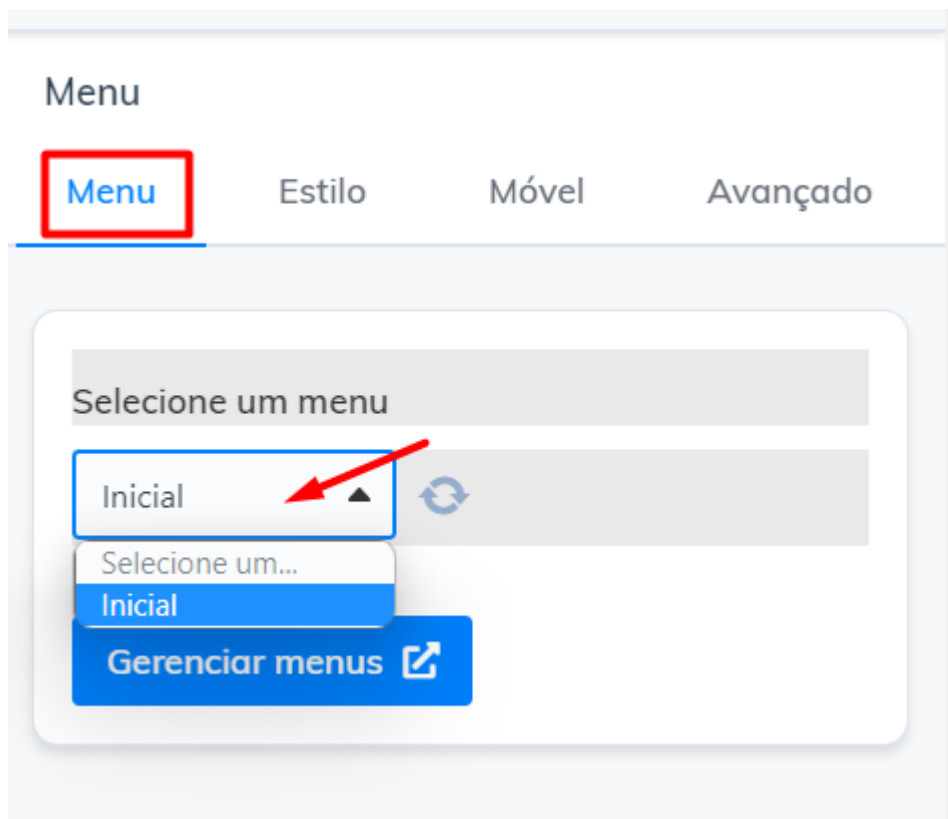 Menu
Menu Estilo Móvel Avançado
Selecione um menu
Inicial
Selecione um...
Inicial
Gerenciar menus